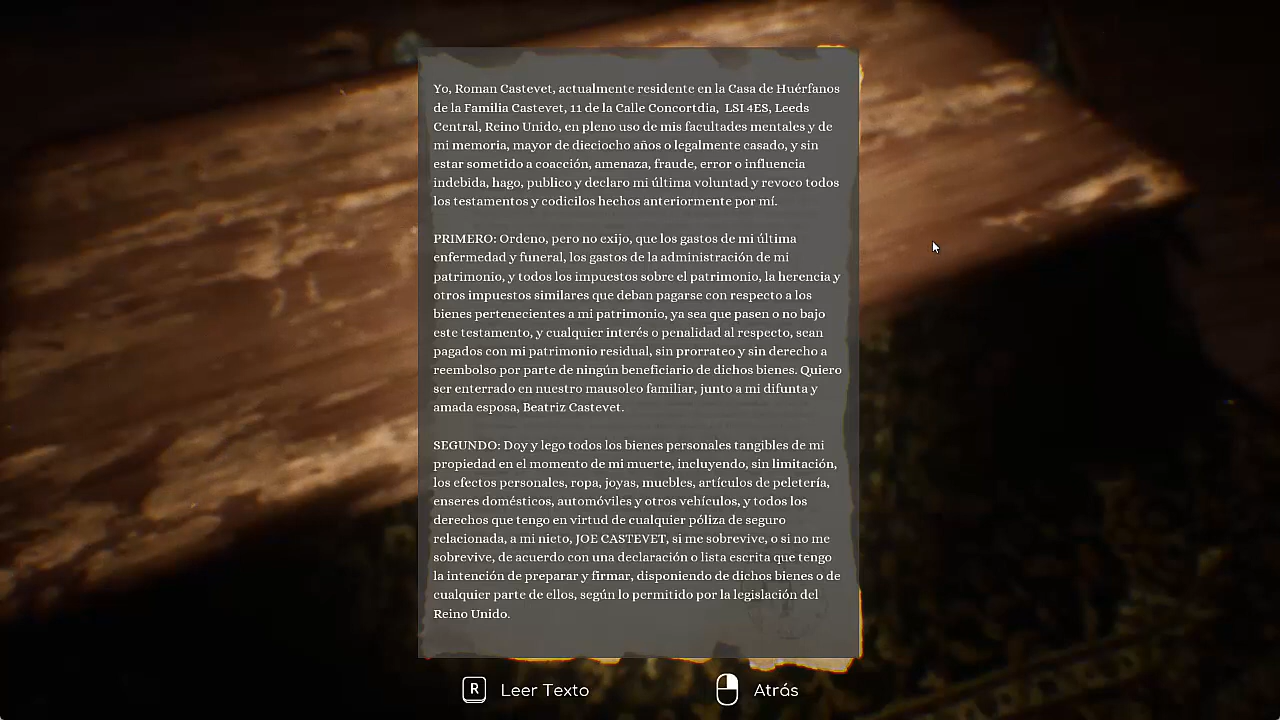 Yo, Roman Castevet, actualmente residente en la Casa de Huérfanos
de la Familia Castevet, 11 de la Calle Concortdia,  LSI 4ES, Leeds
Central, Reino Unido, en pleno uso de mis facultades mentales y de
mi memoria, mayor de dieciocho años o legalmente casado, y sin
estar sometido a coacción, amenaza, fraude, error o influencia
indebida, hago, publico y declaro mi última voluntad y revoco todos
los testamentos y codicilos hechos anteriormente por mí.
PRIMERO: Ordeno, pero no exijo, que los gastos de mi última
enfermedad y funeral, los gastos de la administración de mi
patrimonio, y todos los impuestos sobre el patrimonio, la herencia y
otros impuestos similares que deban pagarse con respecto a los
bienes pertenecientes a mi patrimonio, ya sea que pasen o no bajo
este testamento, y cualquier interés o penalidad al respecto, sean
pagados con mi patrimonio residual, sin prorrateo y sin derecho a
reembolso por parte de ningún beneficiario de dichos bienes. Quiero
ser enterrado en nuestro mausoleo familiar, junto a mi difunta y
amada esposa, Beatriz Castevet.
SEGUNDO: Doy y lego todos los bienes personales tangibles de mi
propiedad en el momento de mi muerte, incluyendo, sin limitación,
los efectos personales, ropa, joyas, muebles, artículos de peletería,
enseres domésticos, automóviles y otros vehículos, y todos los
derechos que tengo en virtud de cualquier póliza de seguro
relacionada, a mi nieto, JOE CASTEVET, si me sobrevive, o si no me
sobrevive, de acuerdo con una declaración o lista escrita que tengo
la intención de preparar y firmar, disponiendo de dichos bienes o de
cualquier parte de ellos, según lo permitido por la legislación del
Reino Unido.
R Leer Texto Atrás